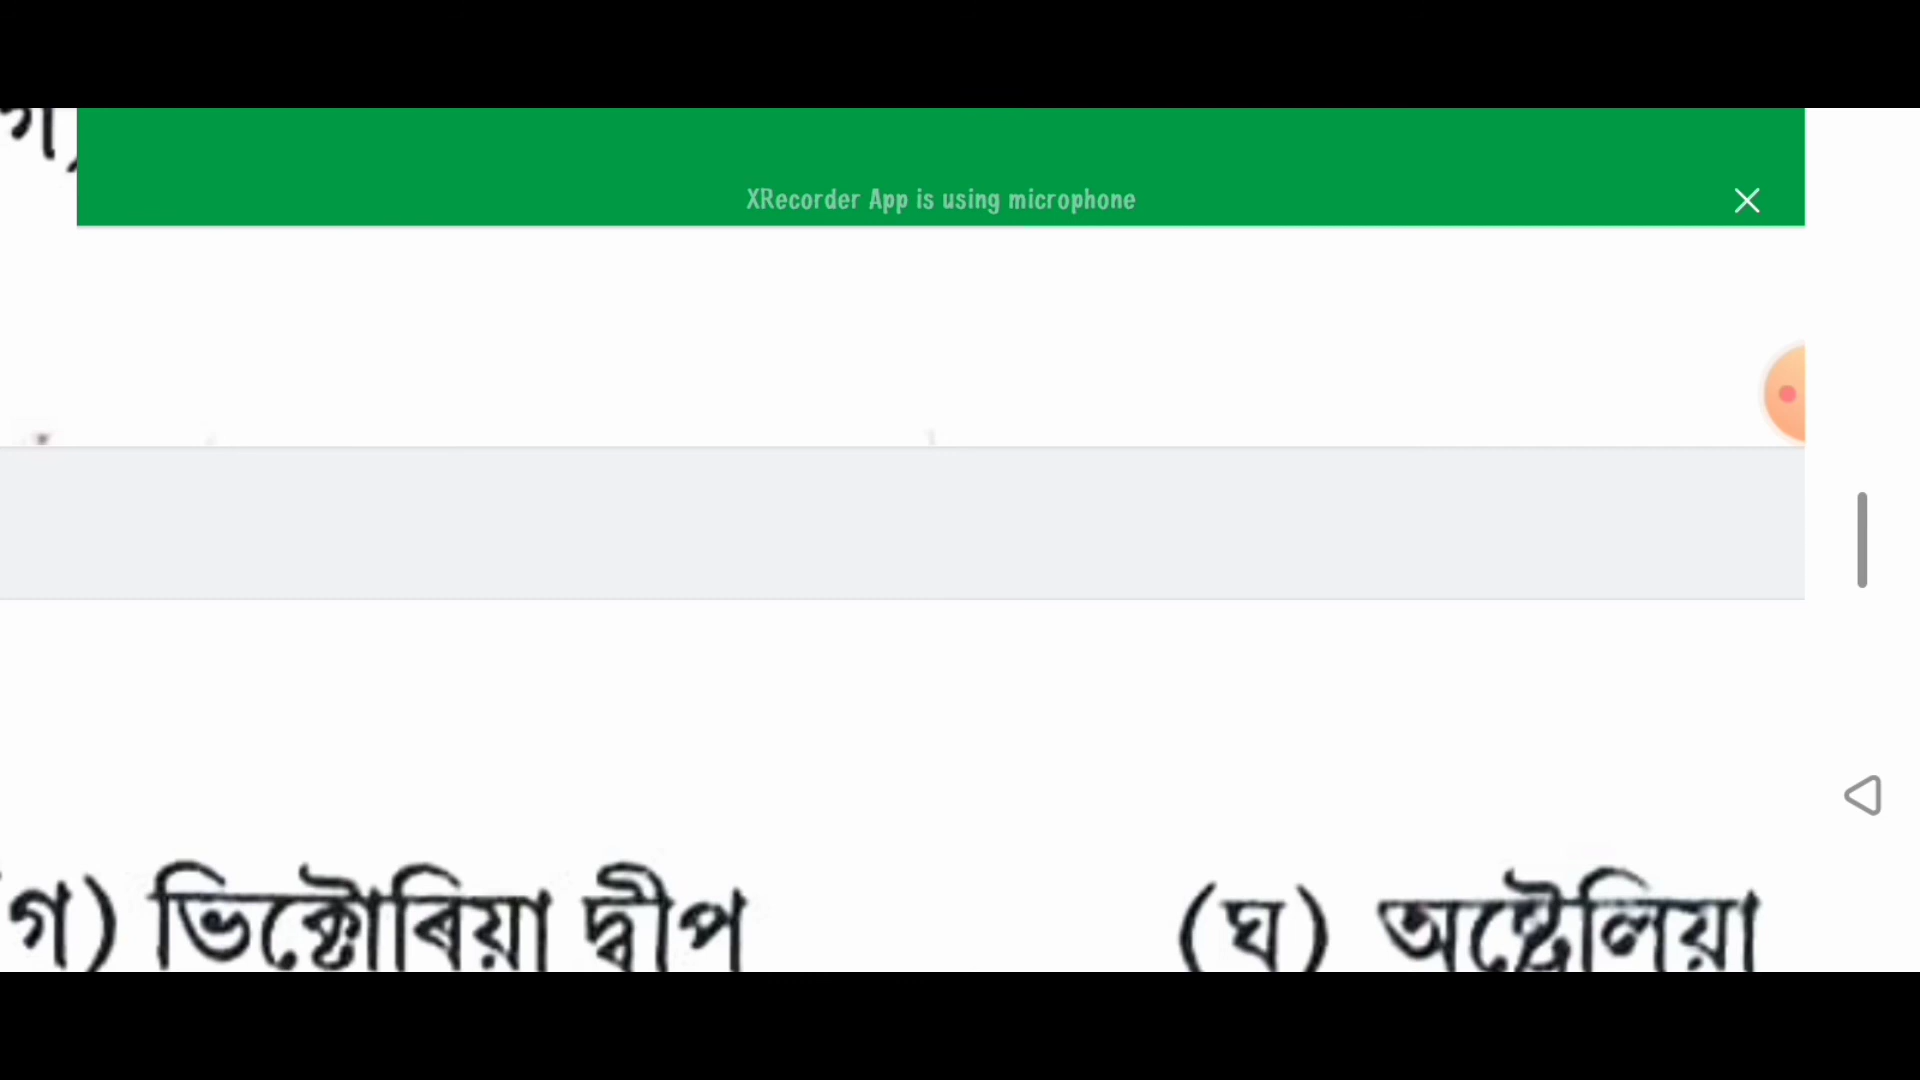 গ)
XRecorder App is using microphone
(গ) ভিক্টোৰিয়া দ্বীপ (ঘ) অষ্ট্ৰেলিয়া